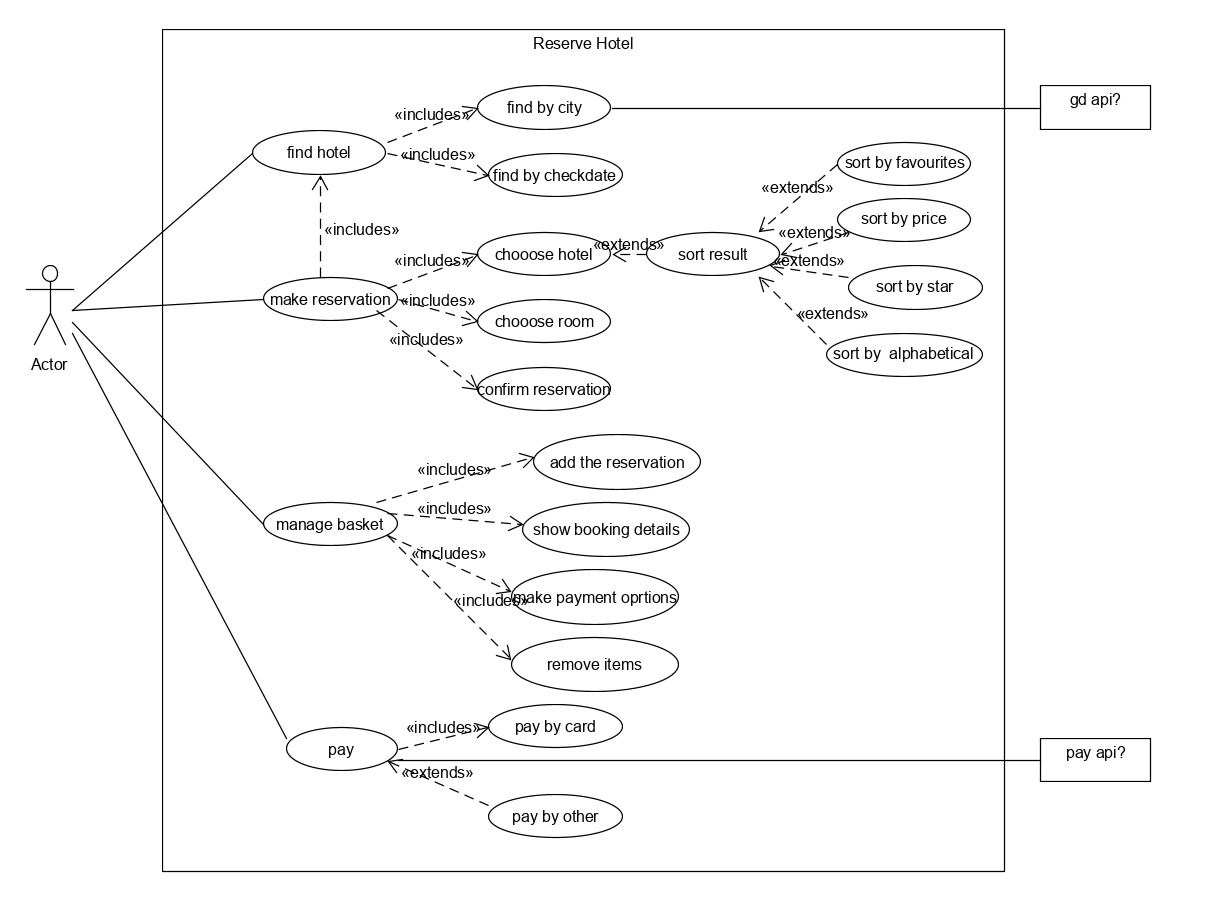 Reserve Hotel
find by city
gd api?
«includes»
find hotel
«includes»
find by checkdate
sort by favourites
«extends»
sort by price
«includes»
«extends»
«extends»
chooose hotel
sort result
«includes»
«extends»
sort by star
make reservation
«includes»
chooose room
«extends»
«includes»
sort by  alphabetical
Actor
confirm reservation
add the reservation
«includes»
«includes»
manage basket
show booking details
«includes»
«includes»
make payment oprtions
remove items
«includes»
pay by card
pay
pay api?
«extends»
pay by other